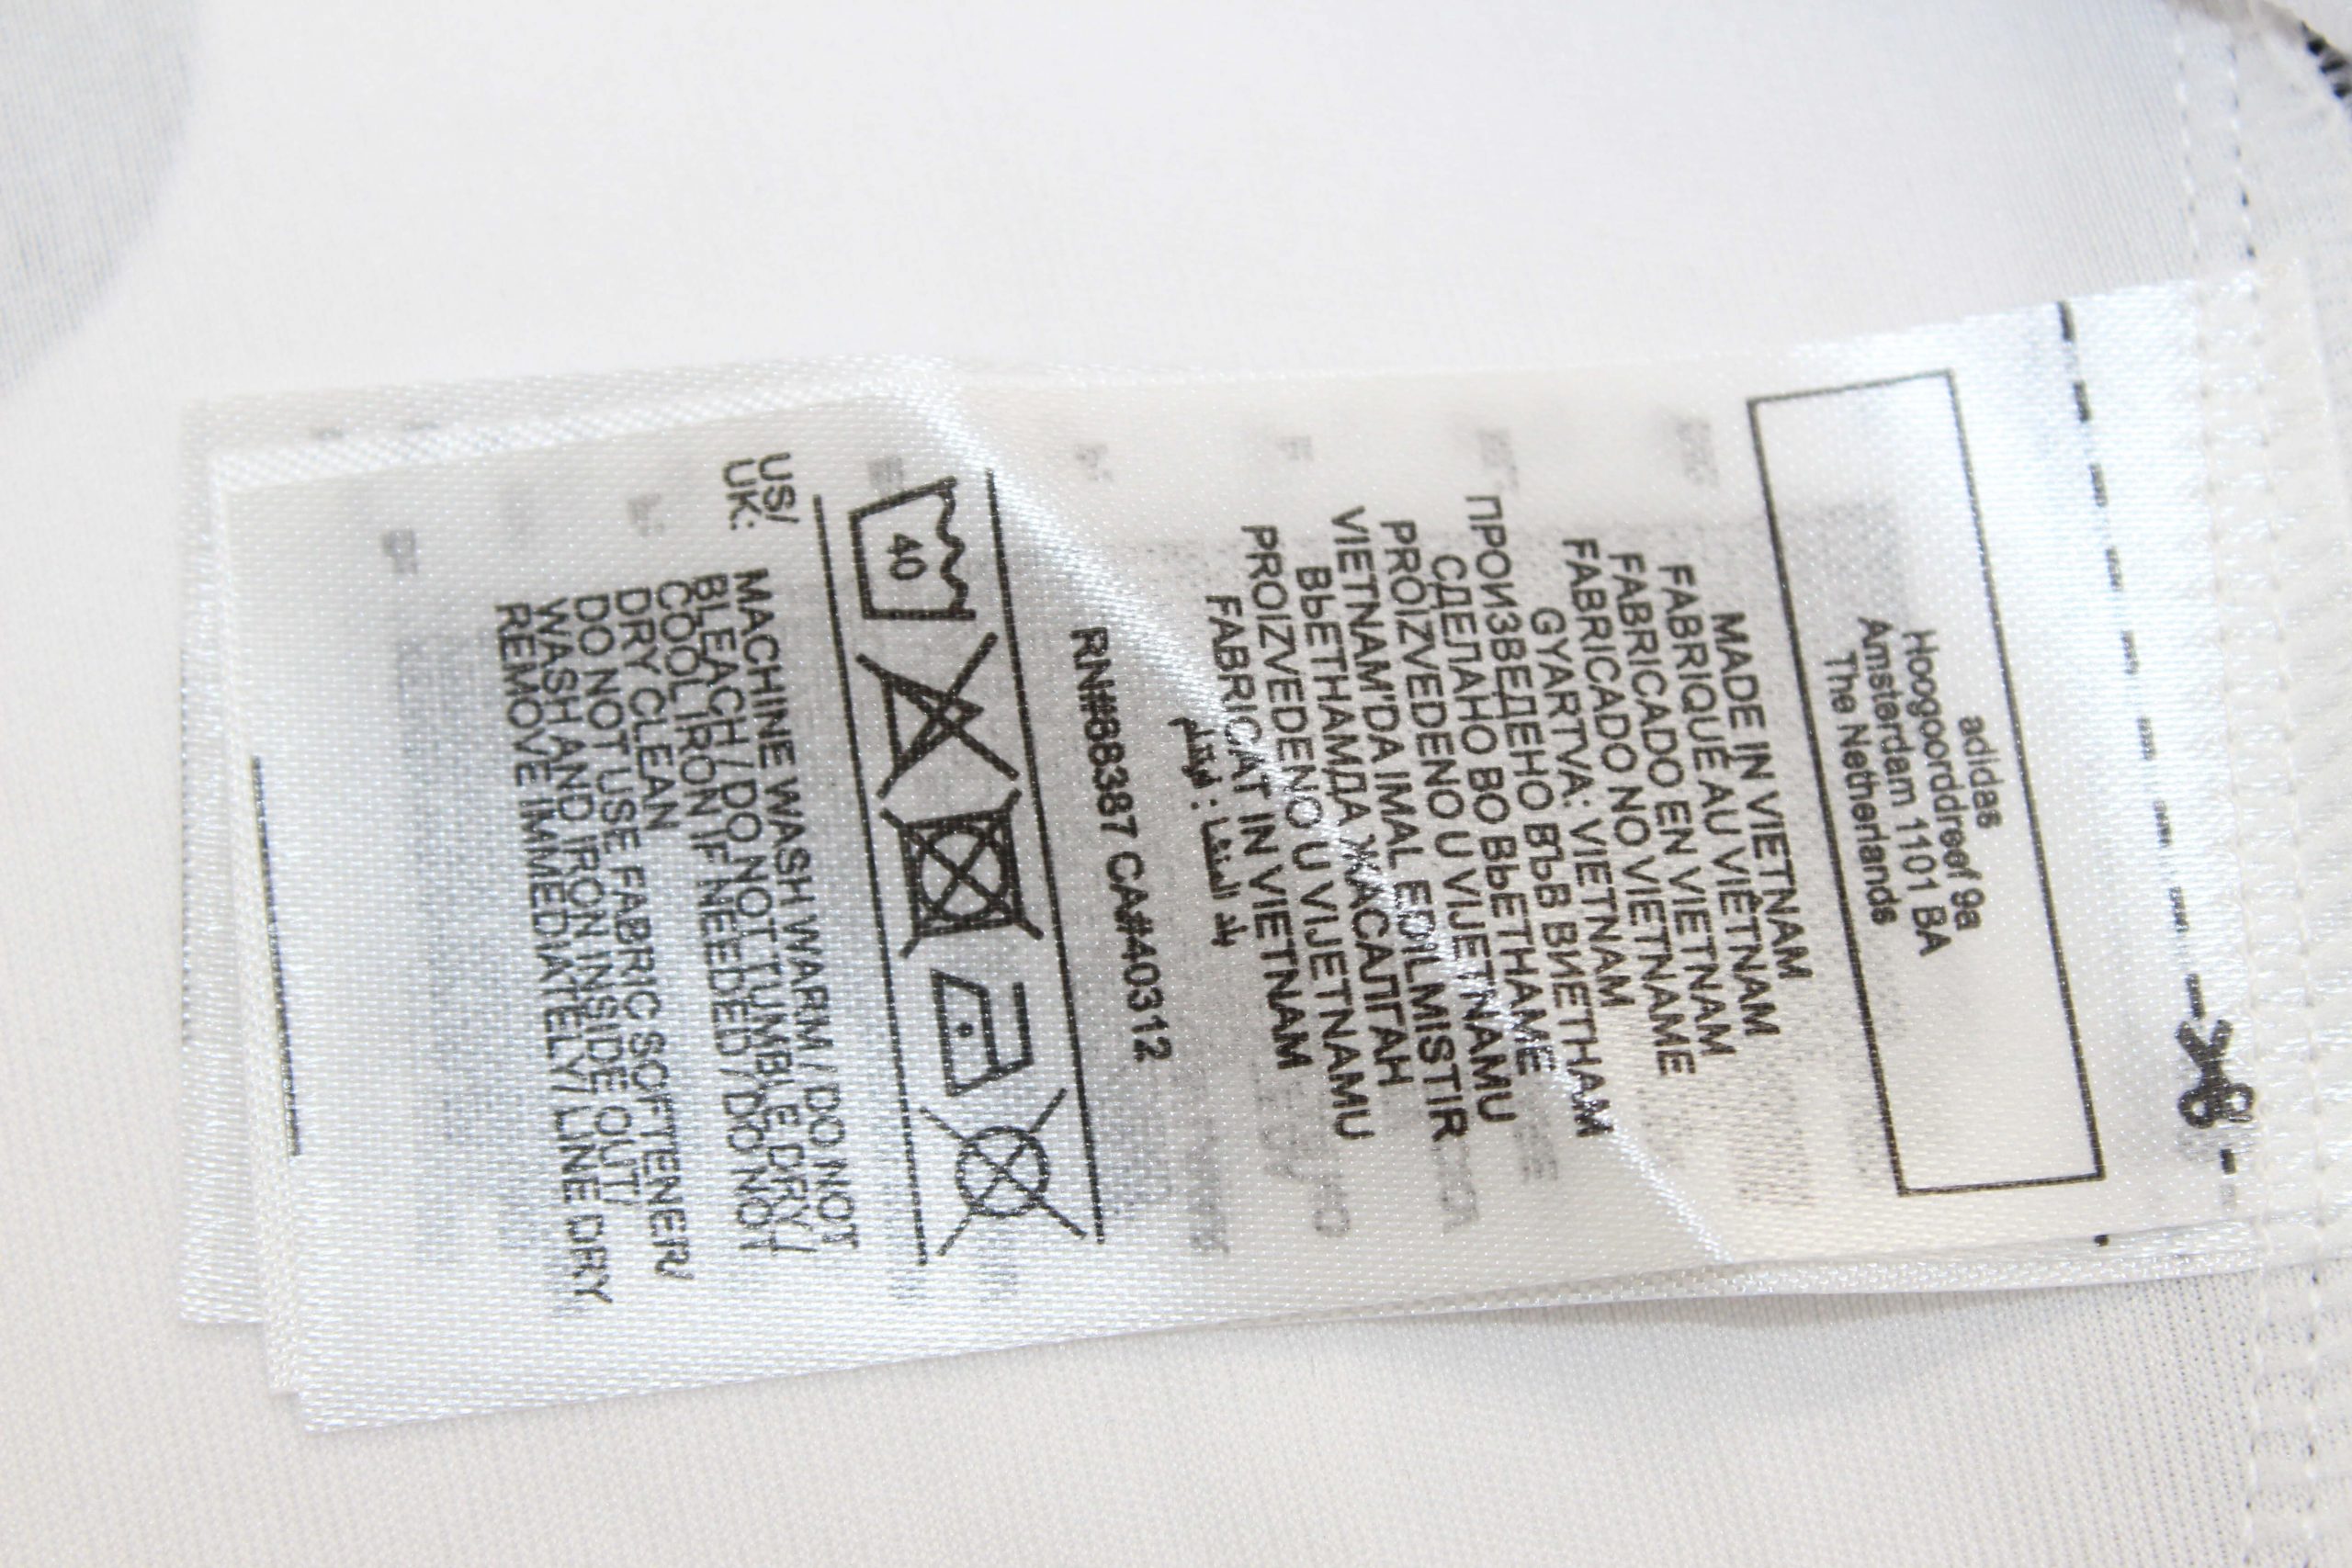 adidas
Hoogoorddreef 9a
Amsterdam 1101 BA
The Netherlands
MADE IN VIETNAM
FABRIQUÉ AU VIÊTNAM
FABRICADO EN VIETNAM
FABRICADO NO VIETNAME
GYÁRTVA: VIETNAM
ПРОИЗВЕДЕНО ВЪВ ВИЕТНАМ
СДЕЛАНО ВО ВЬЕТНАМЕ
PROIZVEDENO U VIJETNAMU
VIETNAM'DA IMAL EDILMISTIR
ВЬЕТНАМДА ЖАСАЛҒАН
PROIZVEDENO U VIJETNAMU
FABRICAT IN VIETNAM
بلد المنشأ : فيتنام
RN#88387 CA#40312
40
US/
UK:
MACHINE WASH WARM / DO NOT
BLEACH / DO NOT TUMBLE DRY /
COOL IRON IF NEEDED / DO NOT
DRY CLEAN
DO NOT USE FABRIC SOFTENER/
WASH AND IRON INSIDE OUT/
REMOVE IMMEDIATELY/ LINE DRY